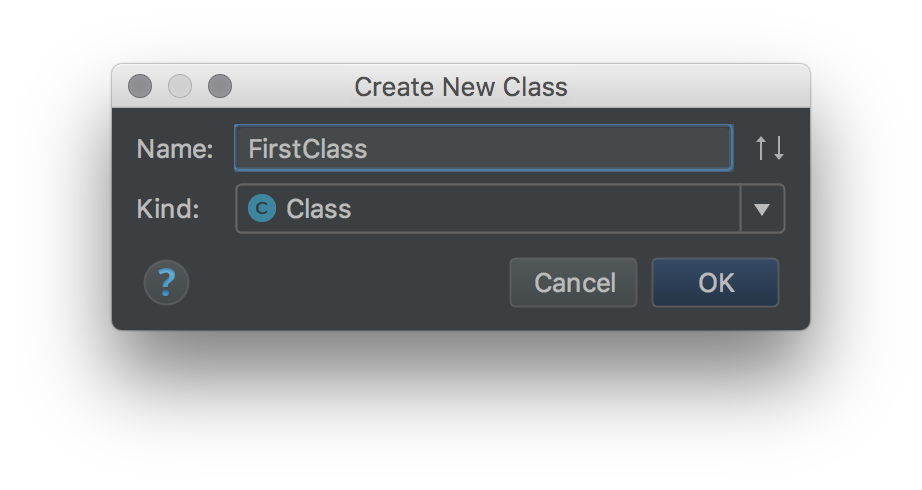 Create New Class
Name: FirstClass
Kind: C Class
? Cancel OK